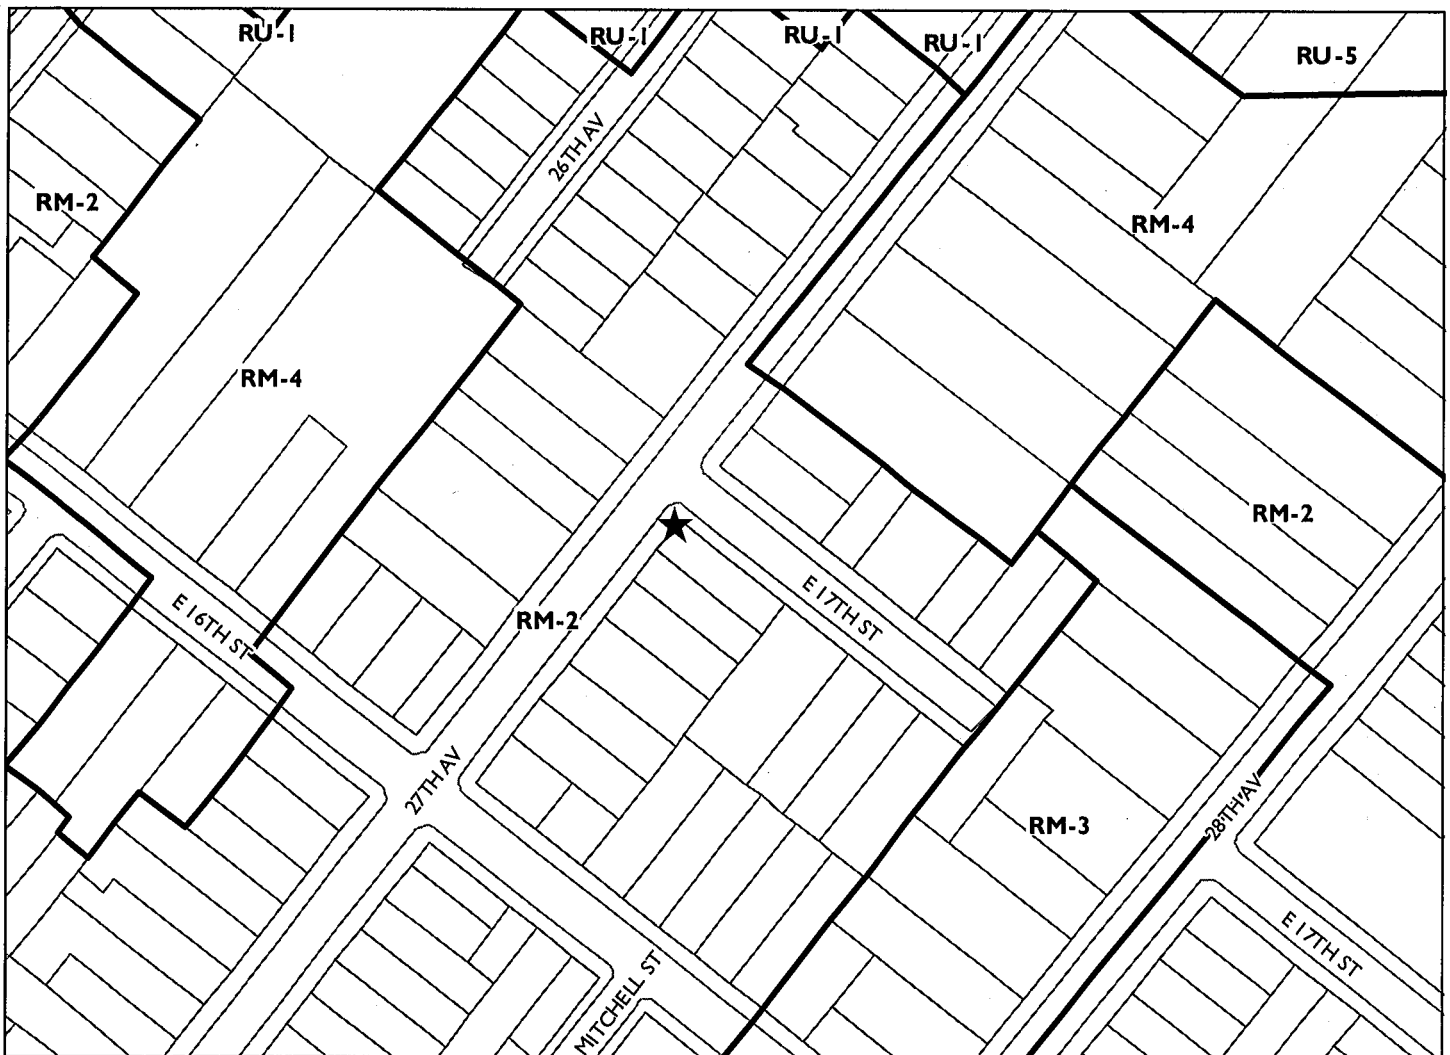 RU-1
RU-1
RU-1
RU-1
RU-5
26TH AV
RM-2
RM-4
RM-4
RM-2
E 16TH ST
RM-2
E 17TH ST
27TH AV
28TH AV
RM-3
E 17TH ST
MITCHELL ST